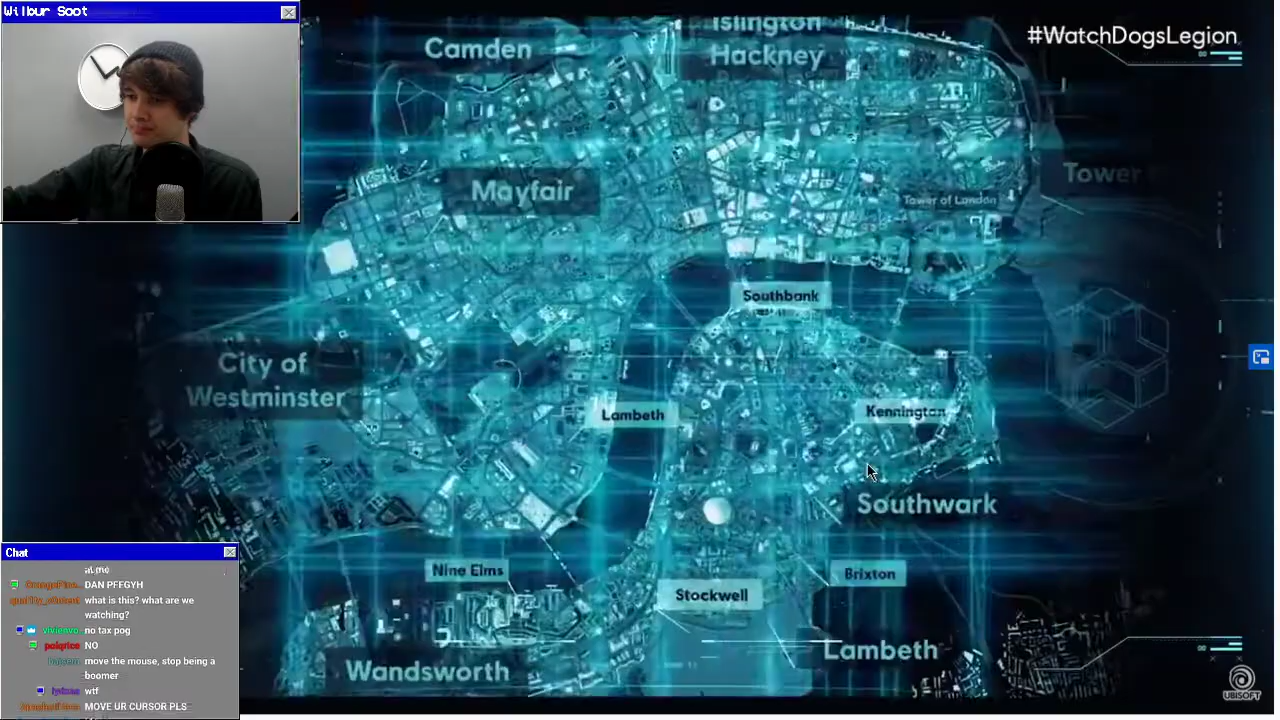 Wilbur Soot
#WatchDogsLegion
Camden
Islington
Hackney
Mayfair
Tower
Tower of London
Southbank
City of
Westminster
Lambeth
Kennington
Southwark
Nine Elms
Brixton
Stockwell
Lambeth
Wandsworth
UBISOFT
Chat
at me
DAN PFFGYH
what is this? what are we
watching?
no tax pog
NO
move the mouse, stop being a
boomer
wtf
MOVE UR CURSOR PLS